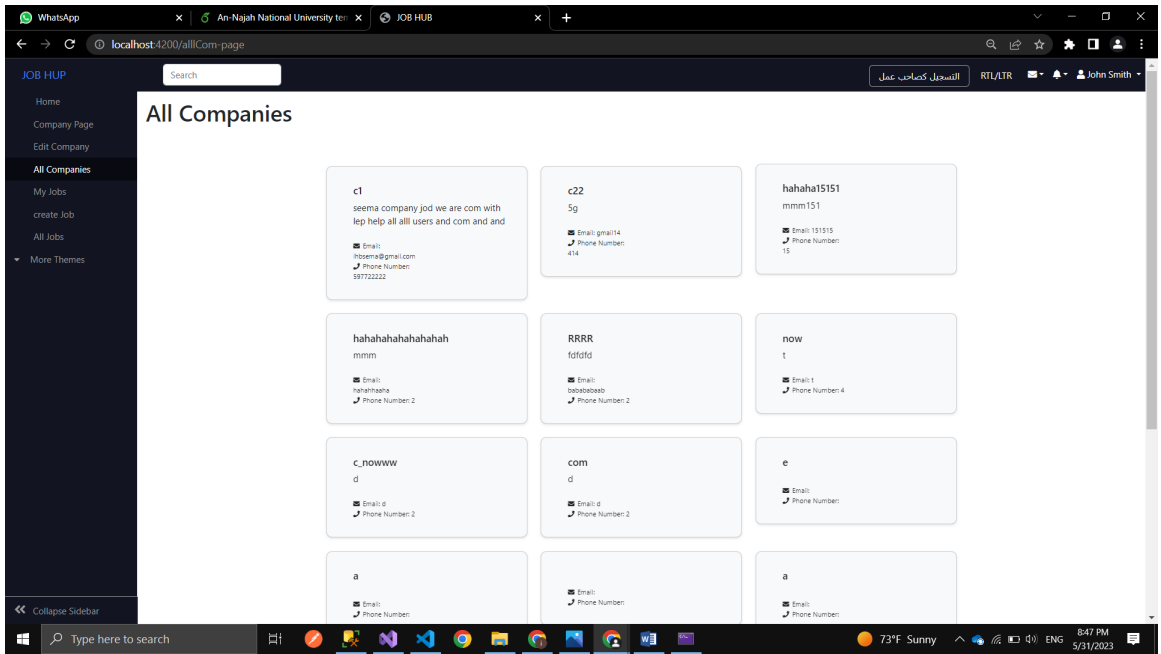 WhatsApp
An-Najah National University ten
JOB HUB
localhost:4200/alllCom-page
JOB HUP
Search
التسجيل كصاحب عمل
RTL/LTR
John Smith
Home
Company Page
Edit Company
All Companies
My Jobs
create Job
All Jobs
More Themes
Collapse Sidebar
All Companies
c1
seema company jod we are com with
lep help all alll users and com and and
Email:
lhbsema@gmail.com
Phone Number:
597722222
c22
5g
Email: gmail14
Phone Number:
414
hahaha15151
mmm151
Email: 151515
Phone Number:
15
hahahahahahahahah
mmm
Email:
hahahhaaha
Phone Number: 2
RRRR
fdfdfd
Email:
babababaab
Phone Number: 2
now
t
Email: t
Phone Number: 4
c_nowww
d
Email: d
Phone Number: 2
com
d
Email: d
Phone Number: 2
e
Email:
Phone Number:
a
Email:
Phone Number:
Email:
Phone Number:
a
Email:
Phone Number:
Type here to search
73°F Sunny
ENG
8:47 PM
5/31/2023